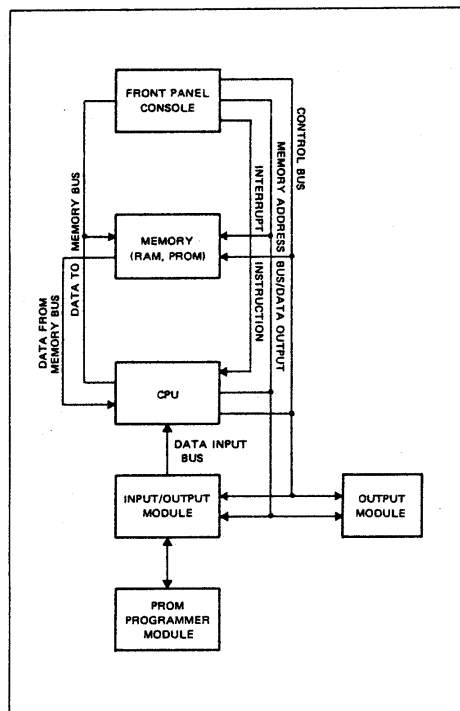 FRONT PANEL
CONSOLE
CONTROL BUS
MEMORY ADDRESS BUS/DATA OUTPUT
INTERRUPT INSTRUCTION
DATA TO MEMORY BUS
MEMORY
(RAM, PROM)
DATA FROM
MEMORY BUS
CPU
DATA INPUT
BUS
INPUT/OUTPUT
MODULE
OUTPUT
MODULE
PROM
PROGRAMMER
MODULE